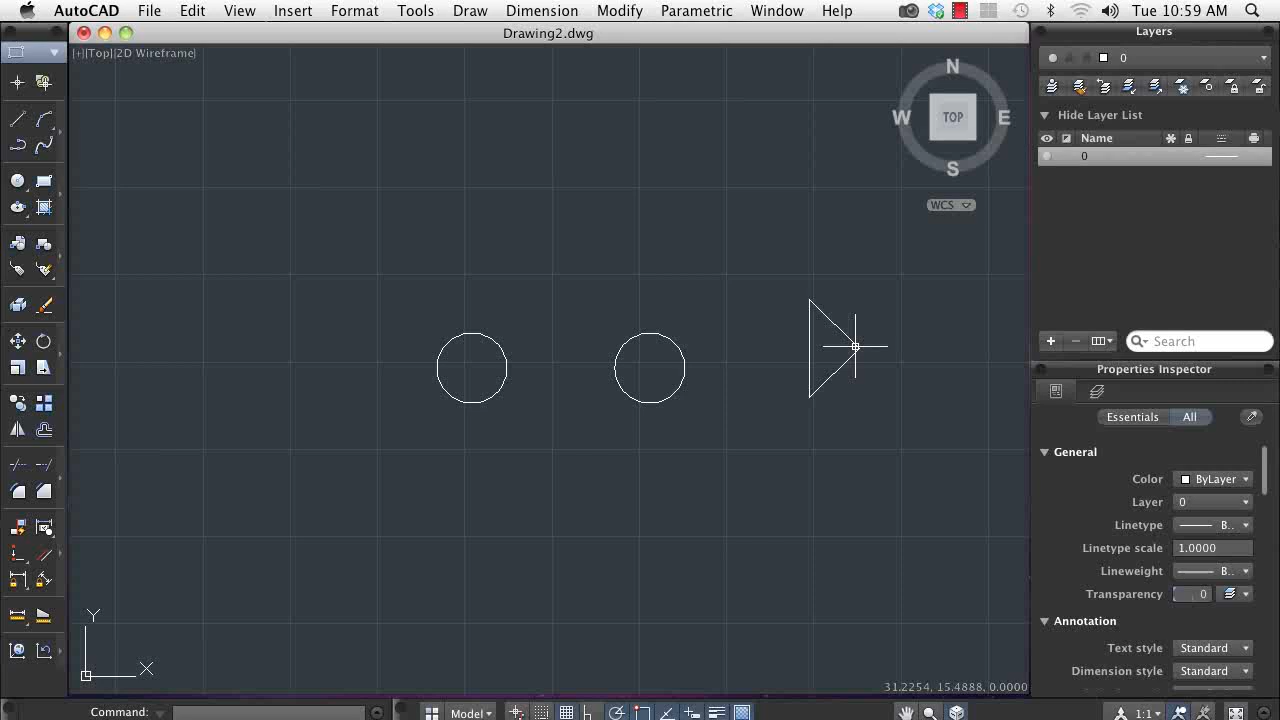 AutoCAD File Edit View Insert Format Tools Draw Dimension Modify Parametric Window Help Tue 10:59 AM
Drawing2.dwg
[+][Top][2D Wireframe]
N
W TOP E
S
WCS
Y
X
31.2254, 15.4888, 0.0000
Command:
Model
1:1
Layers
0
Hide Layer List
Name
0
Search
Properties Inspector
Essentials All
General
Color ByLayer
Layer 0
Linetype B..
Linetype scale 1.0000
Lineweight B..
Transparency 0
Annotation
Text style Standard
Dimension style Standard